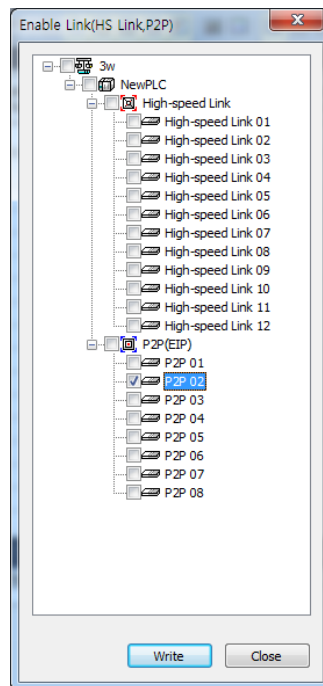 Enable Link(HS Link,P2P)
3w
NewPLC
High-speed Link
High-speed Link 01
High-speed Link 02
High-speed Link 03
High-speed Link 04
High-speed Link 05
High-speed Link 06
High-speed Link 07
High-speed Link 08
High-speed Link 09
High-speed Link 10
High-speed Link 11
High-speed Link 12
P2P(EIP)
P2P 01
P2P 02
P2P 03
P2P 04
P2P 05
P2P 06
P2P 07
P2P 08
Write Close